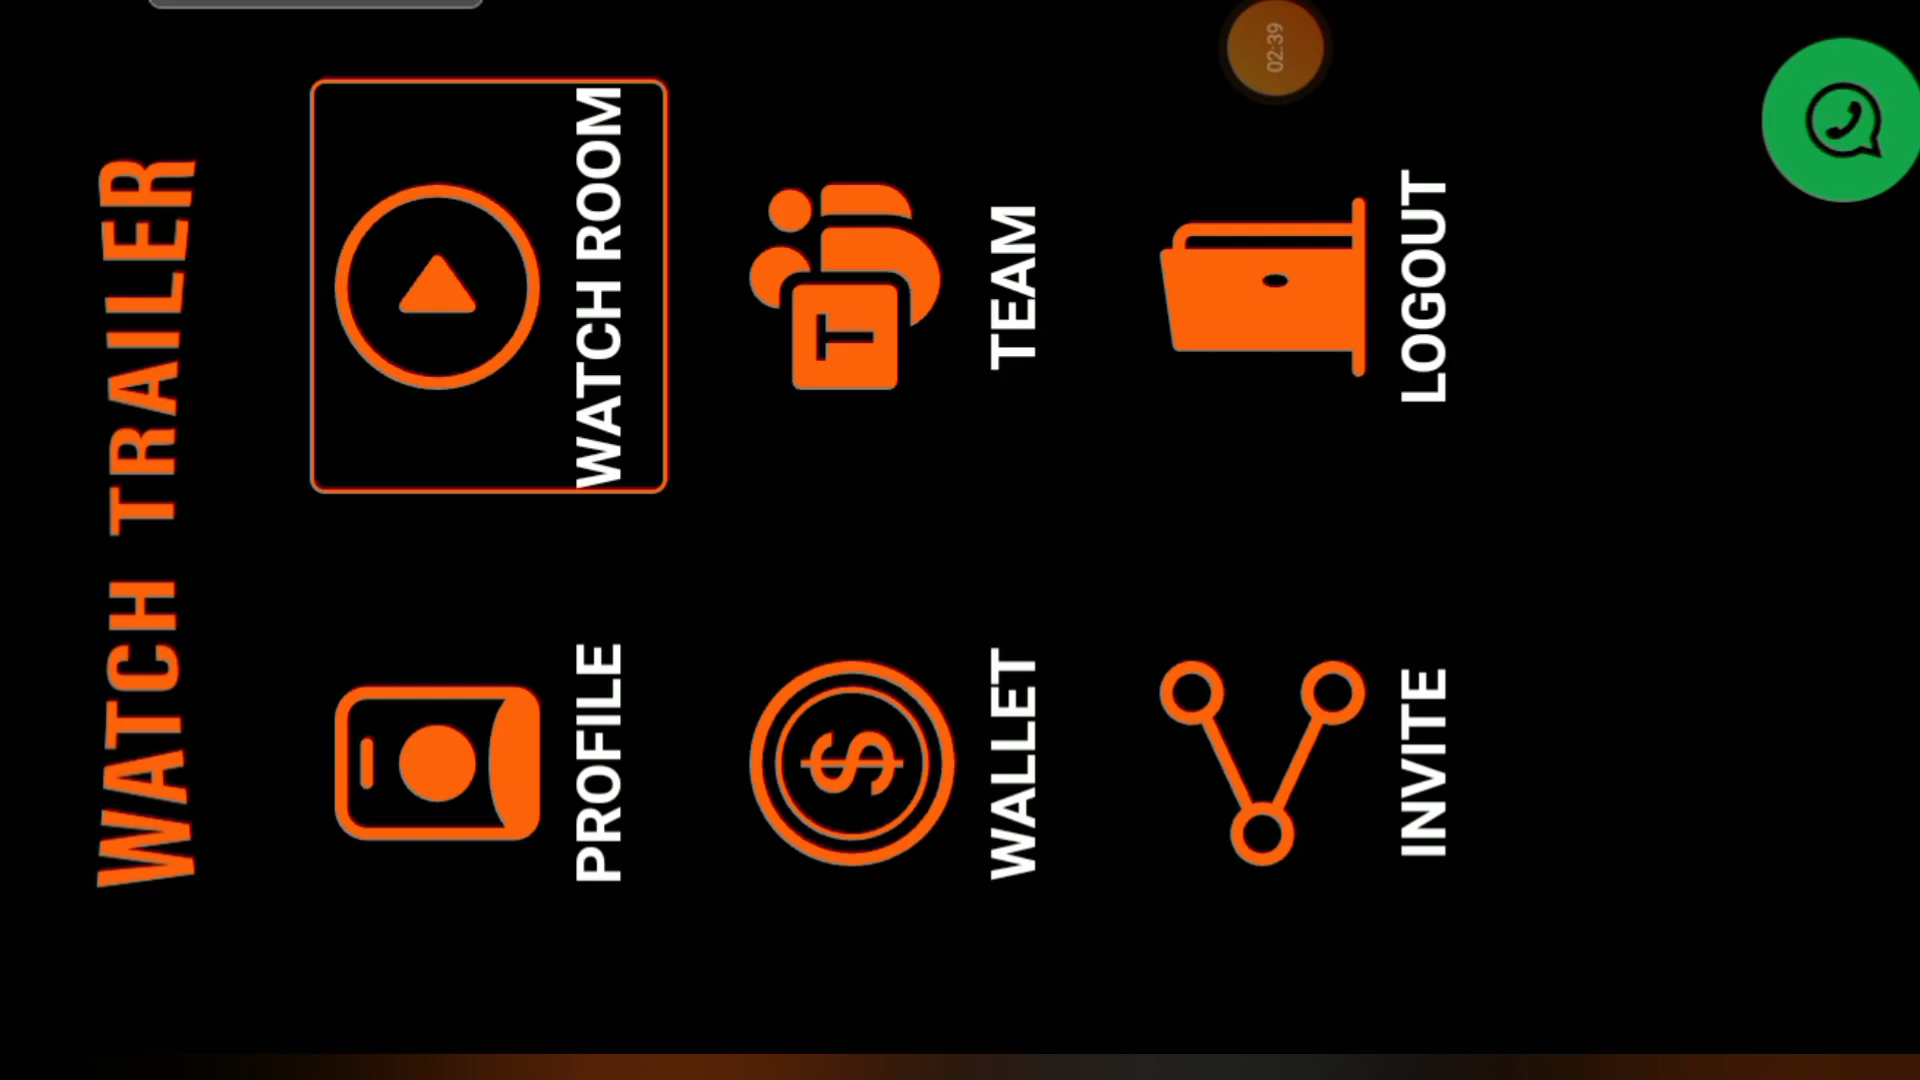 WATCH TRAILER
PROFILE
WATCH ROOM
T
WALLET
TEAM
02:39
INVITE
LOGOUT